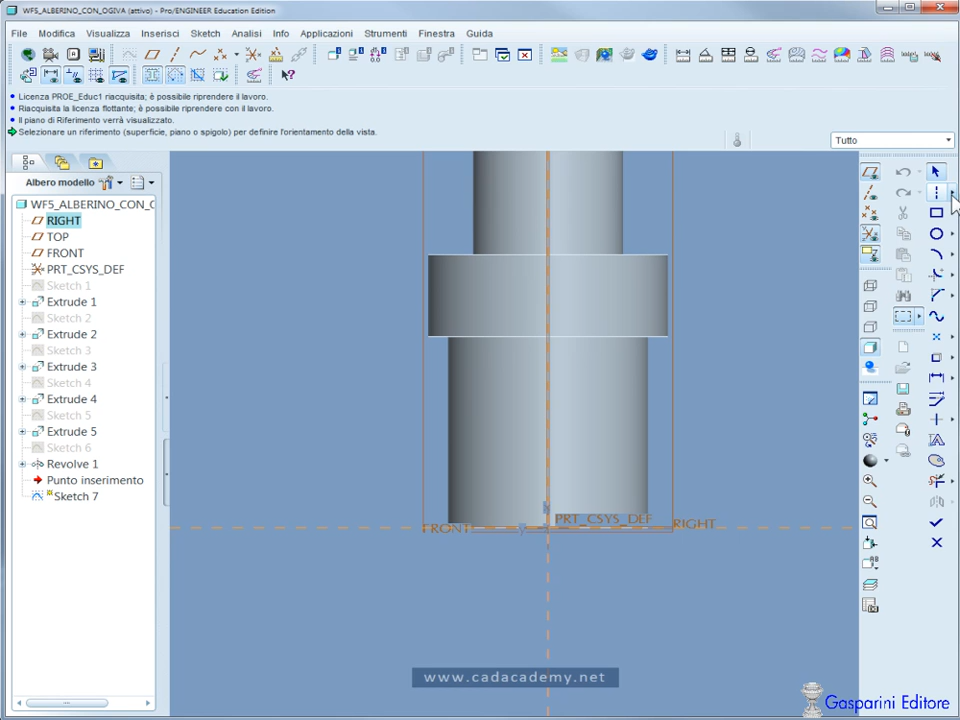 WF5_ALBERINO_CON_OGIVA (attivo) - Pro/ENGINEER Education Edition
File Modifica Visualizza Inserisci Sketch Analisi Info Applicazioni Strumenti Finestra Guida
Licenza PROE_Educ1 riacquisita; è possibile riprendere il lavoro.
Riacquisita la licenza flottante; è possibile riprendere con il lavoro.
Il piano di Riferimento verrà visualizzato.
Selezionare un riferimento (superficie, piano o spigolo) per definire l'orientamento della vista.
Tutto
Albero modello
WF5_ALBERINO_CON_O
RIGHT
TOP
FRONT
PRT_CSYS_DEF
Sketch 1
Extrude 1
Sketch 2
Extrude 2
Sketch 3
Extrude 3
Sketch 4
Extrude 4
Sketch 5
Extrude 5
Sketch 6
Revolve 1
Punto inserimento
Sketch 7
PRT_CSYS_DEF
FRONT
RIGHT
www.cadacademy.net
Gasparini Editore